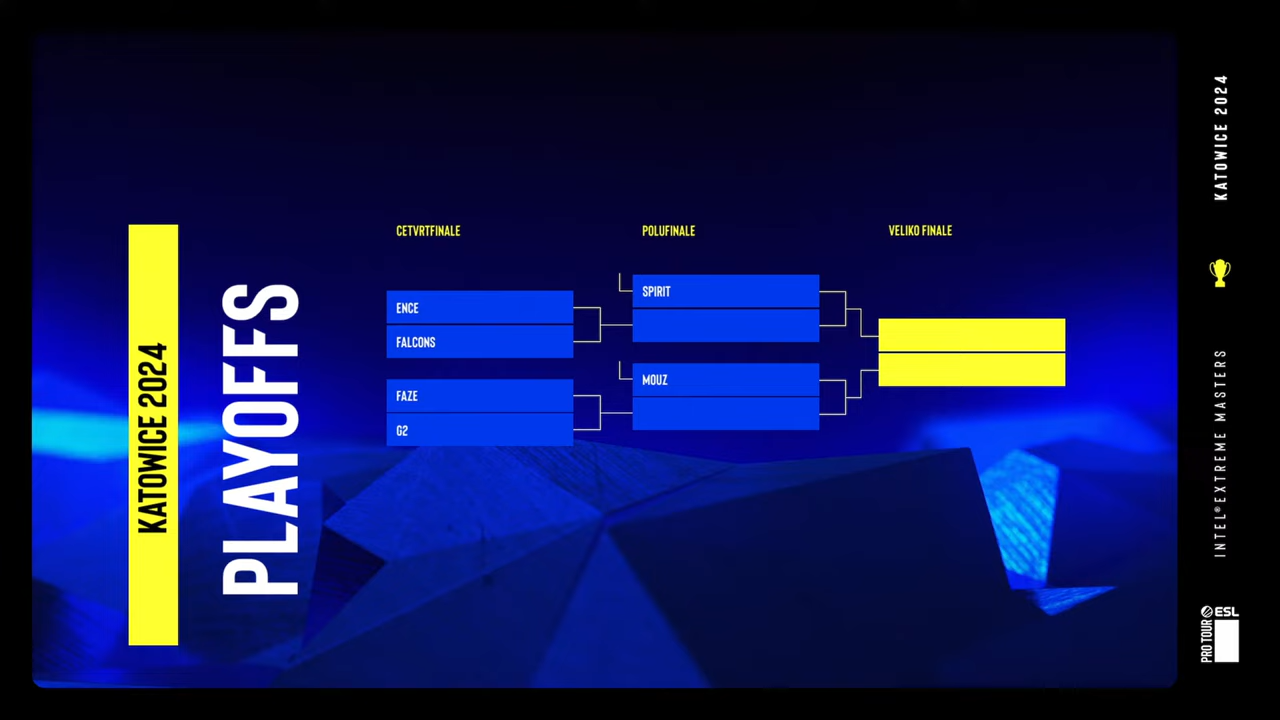 KATOWICE 2024
PLAYOFFS
CETVRTFINALE
ENCE
FALCONS
FAZE
G2
POLUFINALE
SPIRIT
MOUZ
VELIKO FINALE
KATOWICE 2024
INTEL® EXTREME MASTERS
ESL
PRO TOUR